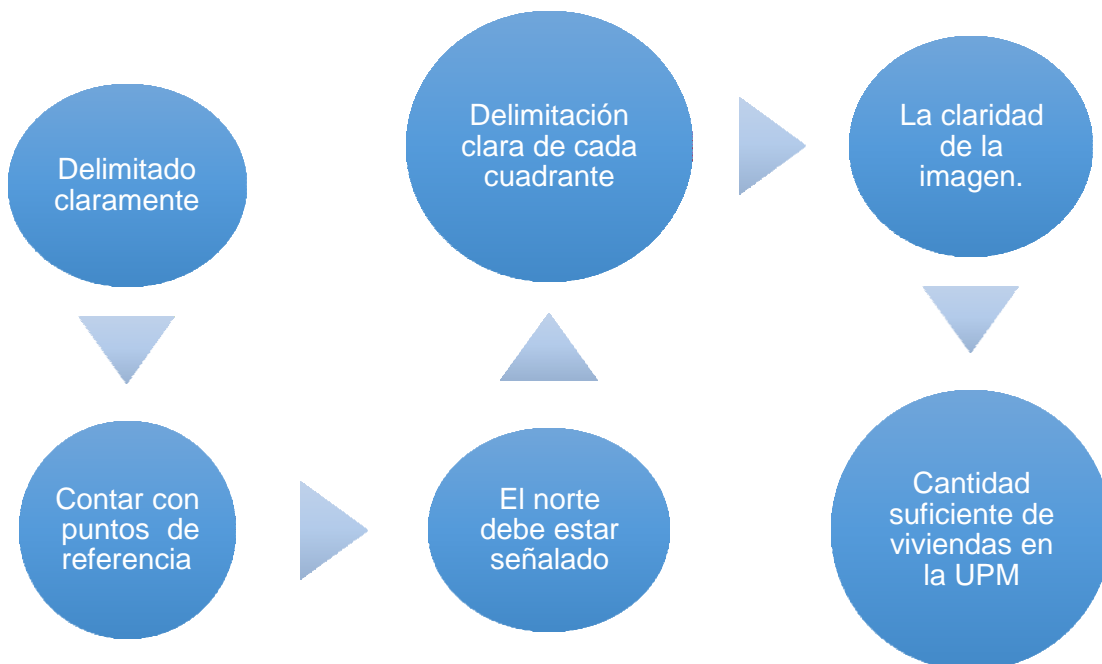 Delimitado
claramente
Contar con
puntos de
referencia
El norte
debe estar
señalado
Delimitación
clara de cada
cuadrante
La claridad
de la
imagen.
Cantidad
suficiente de
viviendas en
la UPM